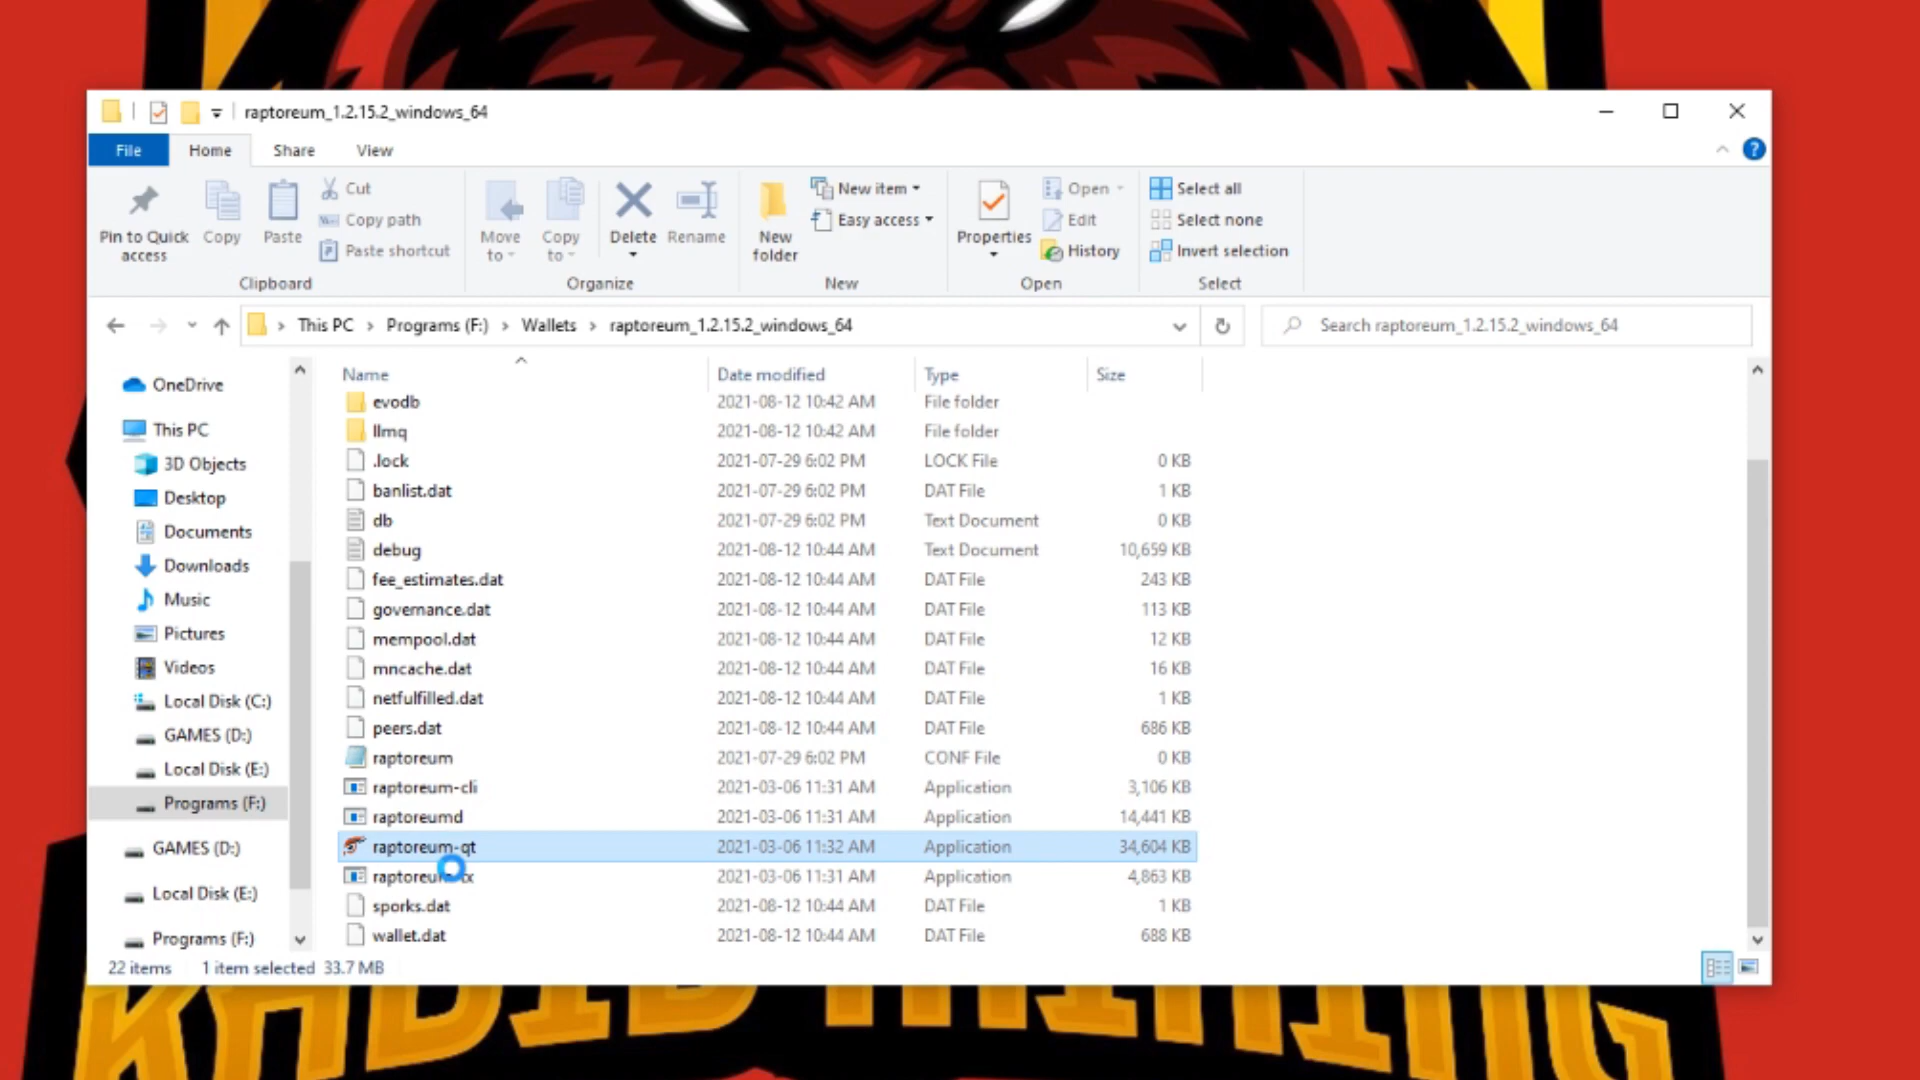 raptoreum_1.2.15.2_windows_64
File Home Share View
Pin to Quick access
Copy
Paste
Cut
Copy path
Paste shortcut
Clipboard
Move to
Copy to
Delete
Rename
Organize
New folder
New item
Easy access
New
Properties
Open
Edit
History
Open
Select all
Select none
Invert selection
Select
This PC > Programs (F:) > Wallets > raptoreum_1.2.15.2_windows_64
Search raptoreum_1.2.15.2_windows_64
OneDrive
This PC
3D Objects
Desktop
Documents
Downloads
Music
Pictures
Videos
Local Disk (C:)
GAMES (D:)
Local Disk (E:)
Programs (F:)
GAMES (D:)
Local Disk (E:)
Programs (F:)
Name Date modified Type Size
evodb 2021-08-12 10:42 AM File folder
llmq 2021-08-12 10:42 AM File folder
.lock 2021-07-29 6:02 PM LOCK File 0 KB
banlist.dat 2021-07-29 6:02 PM DAT File 1 KB
db 2021-07-29 6:02 PM Text Document 0 KB
debug 2021-08-12 10:44 AM Text Document 10,659 KB
fee_estimates.dat 2021-08-12 10:44 AM DAT File 243 KB
governance.dat 2021-08-12 10:44 AM DAT File 113 KB
mempool.dat 2021-08-12 10:44 AM DAT File 12 KB
mncache.dat 2021-08-12 10:44 AM DAT File 16 KB
netfulfilled.dat 2021-08-12 10:44 AM DAT File 1 KB
peers.dat 2021-08-12 10:44 AM DAT File 686 KB
raptoreum 2021-07-29 6:02 PM CONF File 0 KB
raptoreum-cli 2021-03-06 11:31 AM Application 3,106 KB
raptoreumd 2021-03-06 11:31 AM Application 14,441 KB
raptoreum-qt 2021-03-06 11:32 AM Application 34,604 KB
2021-03-06 11:31 AM Application 4,863 KB
sporks.dat 2021-08-12 10:44 AM DAT File 1 KB
wallet.dat 2021-08-12 10:44 AM DAT File 688 KB
22 items 1 item selected 33.7 MB